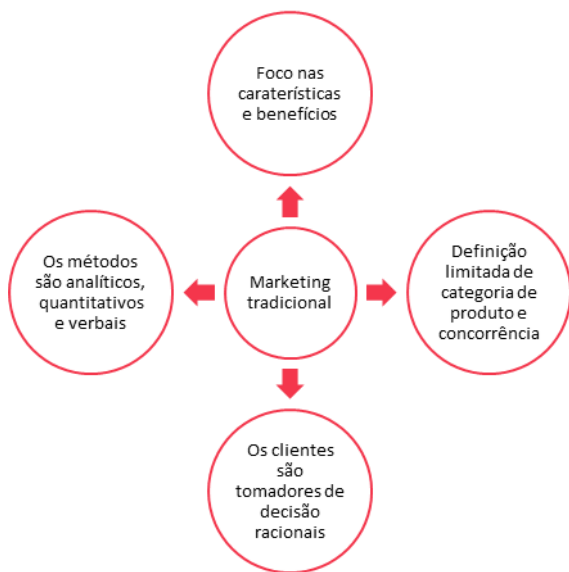 Foco nas
caraterísticas
e benefícios
Os métodos
são analíticos,
quantitativos
e verbais
Marketing
tradicional
Definição
limitada de
categoria de
produto e
concorrência
Os clientes
são
tomadores de
decisão
racionais